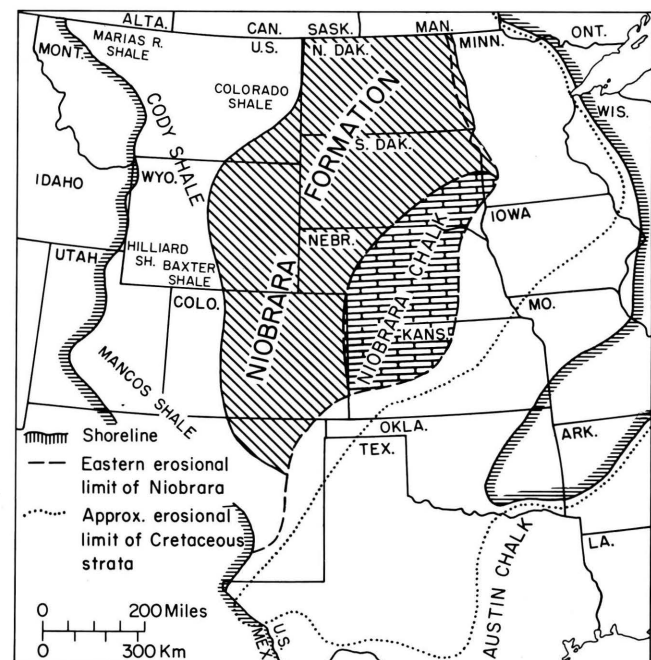 ALTA.
CAN.
SASK.
MAN.
ONT.
MARIAS R.
SHALE
U.S.
N. DAK.
MINN.
MONT.
COLORADO
SHALE
WIS.
CODY SHALE
FORMATION
S. DAK.
IDAHO
WYO.
IOWA
NEBR.
UTAH
HILLIARD
SH.
BAXTER
SHALE
COLO.
NIOBRARA
NIOBRARA CHALK
MO.
KANS.
MANCOS SHALE
OKLA.
ARK.
TEX.
Shoreline
Eastern erosional
limit of Niobrara
Approx. erosional
limit of Cretaceous
strata
LA.
AUSTIN CHALK
0 200 Miles
0 300 Km
U.S.
MEX.